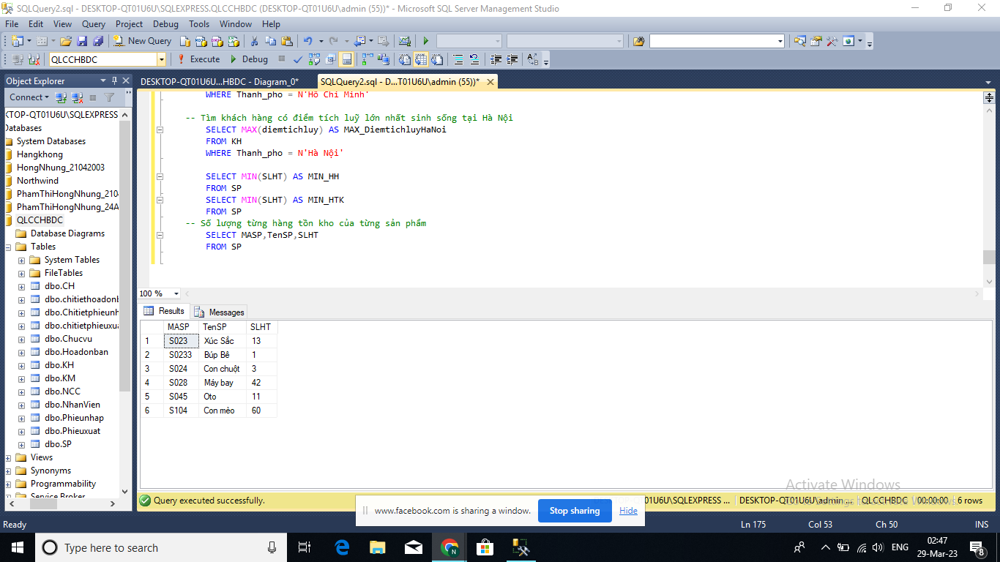 SQLQuery2.sql - DESKTOP-QT01U6U\SQLEXPRESS.QLCCHBDC (DESKTOP-QT01U6U\admin (55))* - Microsoft SQL Server Management Studio
File Edit View Query Project Debug Tools Window Help
New Query
QLCCHBDC Execute Debug
Object Explorer
DESKTOP-QT01U6U...HBDC - Diagram_0* SQLQuery2.sql - D...T01U6U\admin (55))*
Connect
KTOP-QT01U6U\SQLEXPRESS
Databases
System Databases
Hangkhong
HongNhung_21042003
Northwind
PhamThiHongNhung_210
PhamThiHongNhung_24A
QLCCHBDC
Database Diagrams
Tables
System Tables
FileTables
dbo.CH
dbo.chitiethoadonb
dbo.Chitietphieunh
dbo.chitietphieuxua
dbo.Chucvu
dbo.Hoadonban
dbo.KH
dbo.KM
dbo.NCC
dbo.NhanVien
dbo.Phieunhap
dbo.Phieuxuat
dbo.SP
Views
Synonyms
Programmability
Service Broker
WHERE Thanh_pho = N'Hồ Chí Minh'
-- Tìm khách hàng có điểm tích luỹ lớn nhất sinh sống tại Hà Nội
SELECT MAX(diemtichluy) AS MAX_DiemtichluyHaNoi
FROM KH
WHERE Thanh_pho = N'Hà Nội'
SELECT MIN(SLHT) AS MIN_HH
FROM SP
SELECT MIN(SLHT) AS MIN_HTK
FROM SP
-- Số lượng từng hàng tồn kho của từng sản phẩm
SELECT MASP,TenSP,SLHT
FROM SP
100 %
Results Messages
MASP TenSP SLHT
1 S023 Xúc Sắc 13
2 S0233 Búp Bê 1
3 S024 Con chuột 3
4 S028 Máy bay 42
5 S045 Oto 11
6 S104 Con mèo 60
Activate Windows
Go to Settings to activate Windows.
Query executed successfully. 01U6U\SQLEXPRESS ... DESKTOP-QT01U6U\admin ... QLCCHBDC 00:00:00 6 rows
www.facebook.com is sharing a window. Stop sharing Hide
Ready Ln 175 Col 53 Ch 50 INS
Type here to search
N
ENG
02:47
29-Mar-23
8